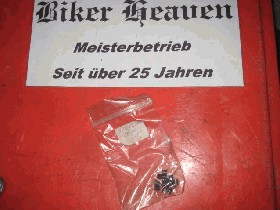 Biker Heaven
Meisterbetrieb
Seit über 25 Jahren